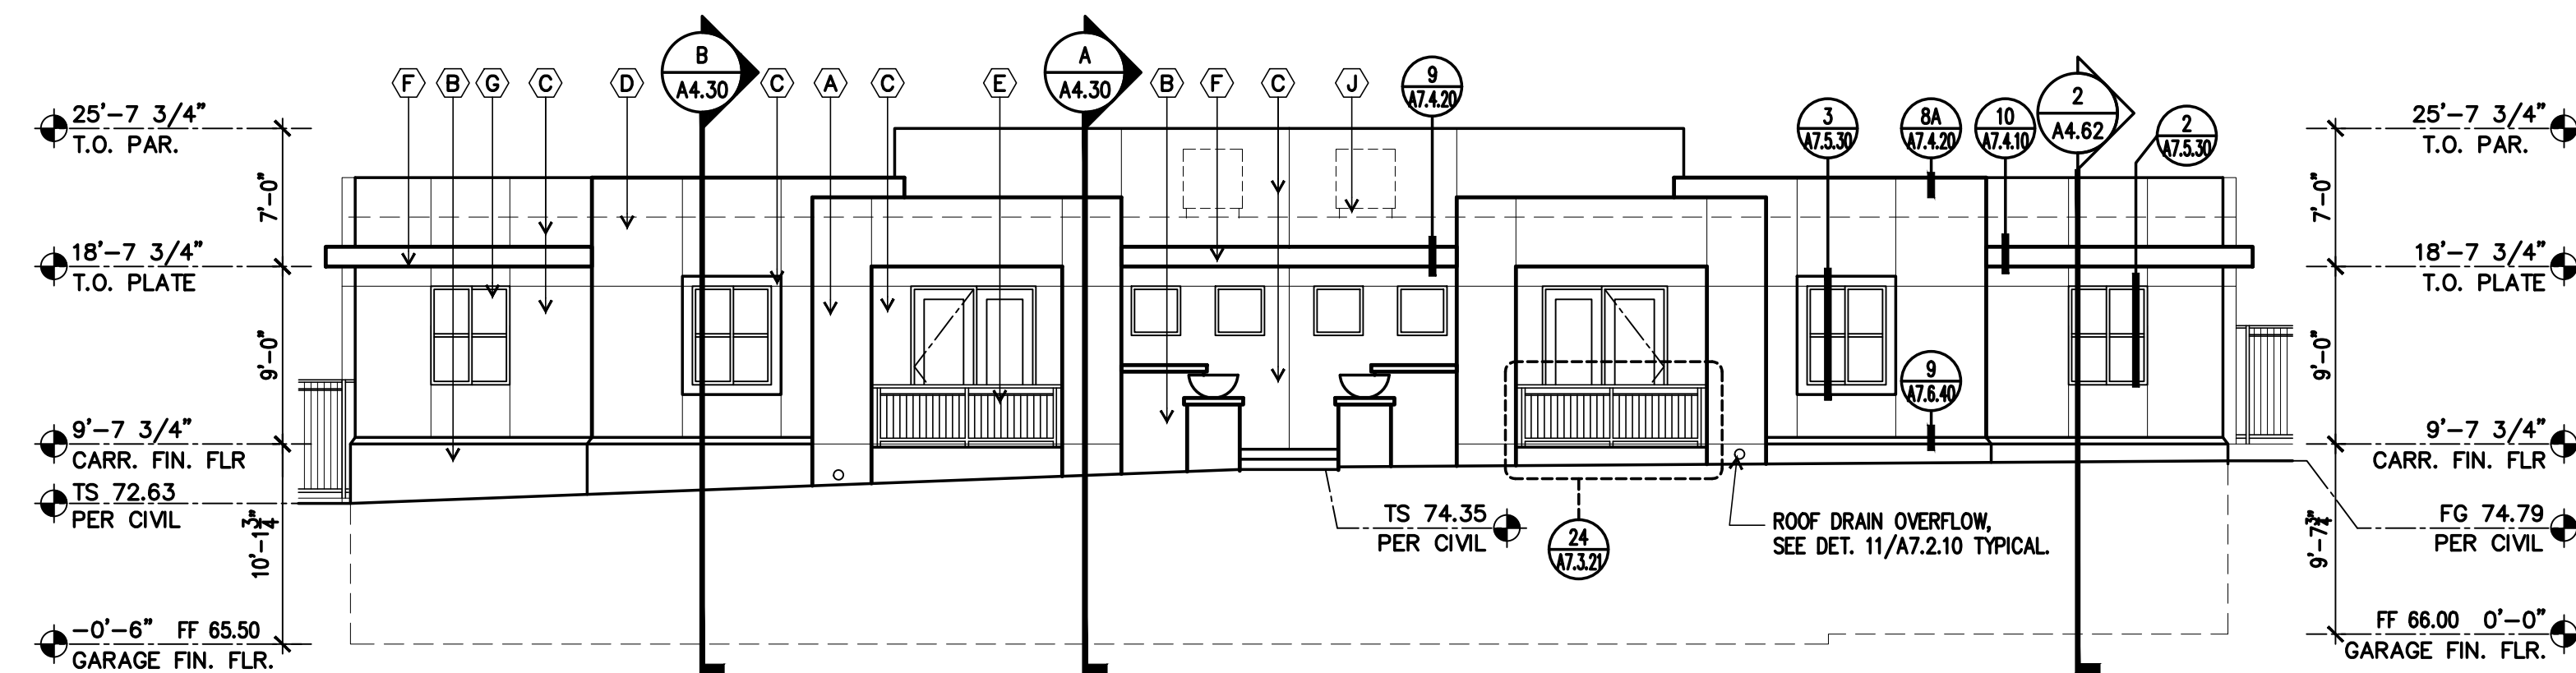 F
B
G
C
D
B
A4.30
C
A
C
E
A
A4.30
B
F
C
J
9
A7.4.20
3
A7.5.30
8A
A7.4.20
10
A7.4.10
2
A4.62
2
A7.5.30
25'-7 3/4"
T.O. PAR.
7'-0"
18'-7 3/4"
T.O. PLATE
9'-0"
9'-7 3/4"
CARR. FIN. FLR
TS 72.63
PER CIVIL
10'-1 3/4"
-0'-6" FF 65.50
GARAGE FIN. FLR.
9
A7.6.40
TS 74.35
PER CIVIL
24
A7.3.21
ROOF DRAIN OVERFLOW,
SEE DET. 11/A7.2.10 TYPICAL.
25'-7 3/4"
T.O. PAR.
7'-0"
18'-7 3/4"
T.O. PLATE
9'-0"
9'-7 3/4"
CARR. FIN. FLR
FG 74.79
PER CIVIL
9'-7 3/4"
FF 66.00 0'-0"
GARAGE FIN. FLR.